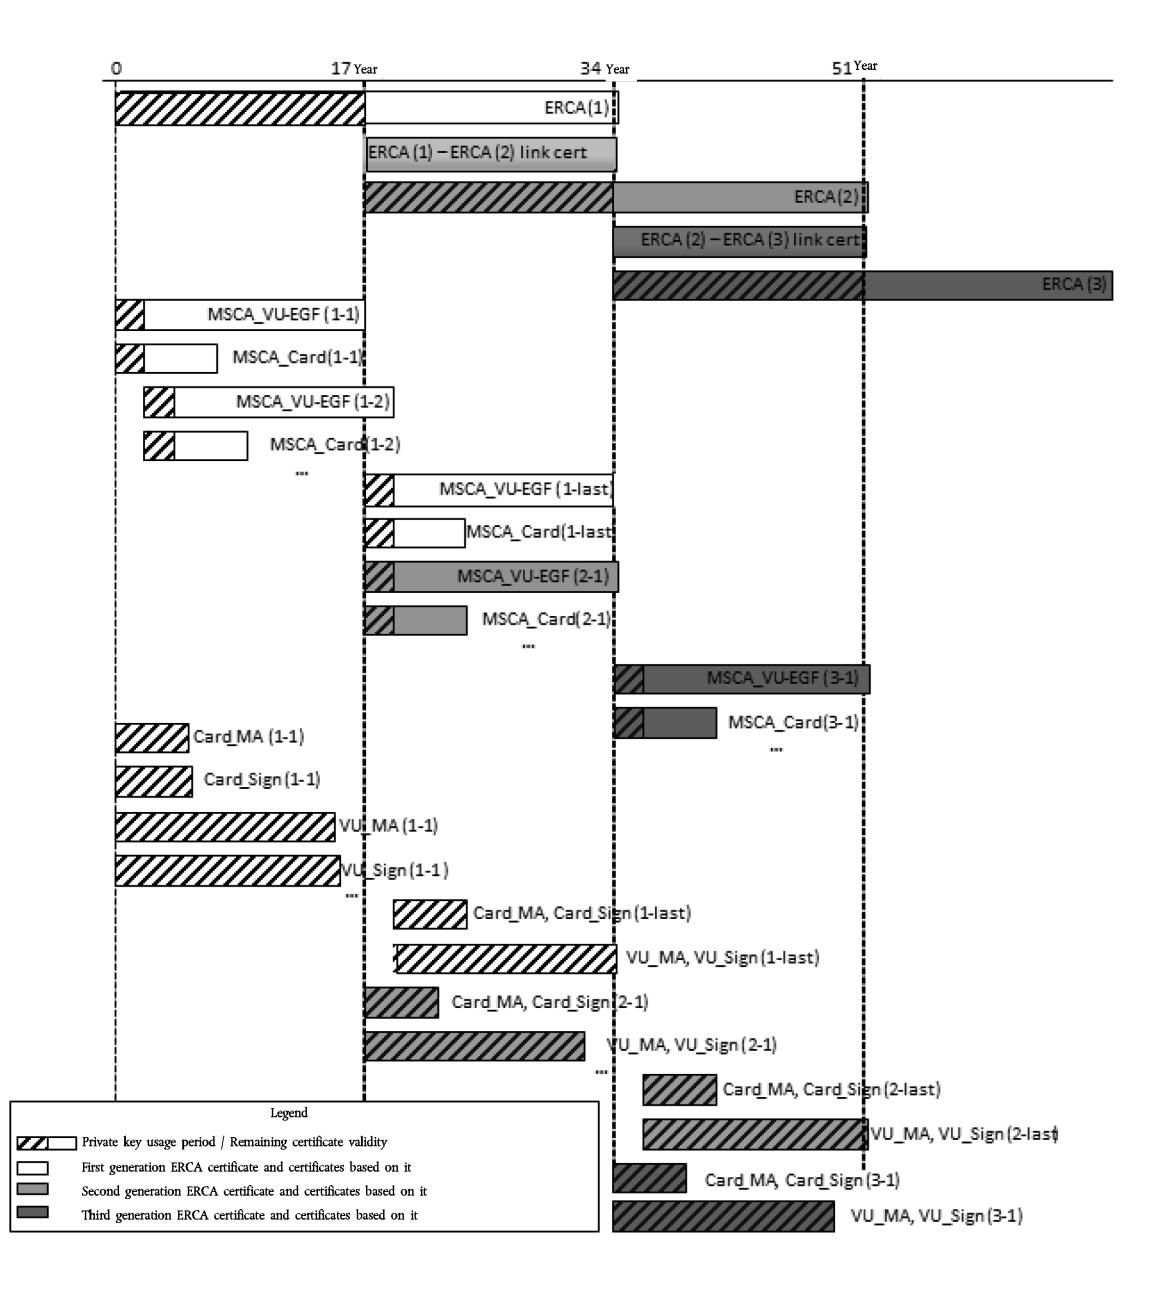 0 17 Year 34 Year 51 Year
ERCA (1)
ERCA (1) – ERCA (2) link cert
ERCA (2)
ERCA (2) – ERCA (3) link cert
ERCA (3)
MSCA_VU-EGF (1-1)
MSCA_Card(1-1)
MSCA_VU-EGF (1-2)
MSCA_Card(1-2)
...
MSCA_VU-EGF (1-last)
MSCA_Card(1-last
MSCA_VU-EGF (2-1)
MSCA_Card(2-1)
...
MSCA_VU-EGF (3-1)
MSCA_Card(3-1)
...
Card_MA (1-1)
Card_Sign (1-1)
VU_MA (1-1)
VU_Sign (1-1)
...
Card_MA, Card_Sign (1-last)
VU_MA, VU_Sign (1-last)
Card_MA, Card_Sign (2-1)
VU_MA, VU_Sign (2-1)
...
Card_MA, Card_Sign (2-last)
VU_MA, VU_Sign (2-last)
Card_MA, Card_Sign (3-1)
VU_MA, VU_Sign (3-1)
Legend
Private key usage period / Remaining certificate validity
First generation ERCA certificate and certificates based on it
Second generation ERCA certificate and certificates based on it
Third generation ERCA certificate and certificates based on it